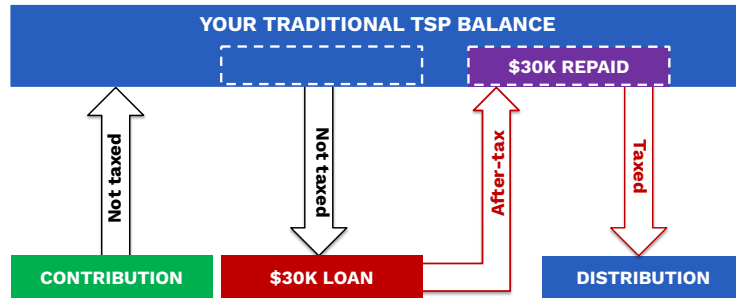 YOUR TRADITIONAL TSP BALANCE
$30K REPAID
Not taxed
Not taxed
After-tax
Taxed
CONTRIBUTION
$30K LOAN
DISTRIBUTION